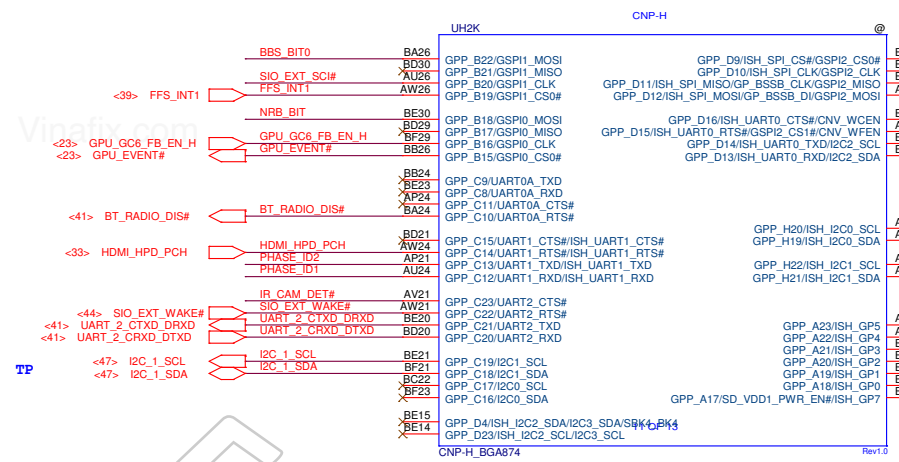 CNP-H
UH2K
@
BBS_BIT0 BA26 GPP_B22/GSPI1_MOSI GPP_D9/ISH_SPI_CS#/GSPI2_CS0#
BD30 GPP_B21/GSPI1_MISO GPP_D10/ISH_SPI_CLK/GSPI2_CLK
SIO_EXT_SCI# AU26 GPP_B20/GSPI1_CLK GPP_D11/ISH_SPI_MISO/GP_BSSB_CLK/GSPI2_MISO
<39> FFS_INT1 FFS_INT1 AW26 GPP_B19/GSPI1_CS0# GPP_D12/ISH_SPI_MOSI/GP_BSSB_DI/GSPI2_MOSI
NRB_BIT BE30 GPP_B18/GSPI0_MOSI GPP_D16/ISH_UART0_CTS#/CNV_WCEN
Vinafix.com
BD29 GPP_B17/GSPI0_MISO GPP_D15/ISH_UART0_RTS#/GSPI2_CS1#/CNV_WFEN
<23> GPU_GC6_FB_EN_H GPU_GC6_FB_EN_H BF29 GPP_B16/GSPI0_CLK GPP_D14/ISH_UART0_TXD/I2C2_SCL
<23> GPU_EVENT# GPU_EVENT# BB26 GPP_B15/GSPI0_CS0# GPP_D13/ISH_UART0_RXD/I2C2_SDA
BB24 GPP_C9/UART0A_TXD
BE23 GPP_C8/UART0A_RXD
AP24 GPP_C11/UART0A_CTS#
<41> BT_RADIO_DIS# BT_RADIO_DIS# BA24 GPP_C10/UART0A_RTS#
GPP_H20/ISH_I2C0_SCL
BD21 GPP_C15/UART1_CTS#/ISH_UART1_CTS# GPP_H19/ISH_I2C0_SDA
<33> HDMI_HPD_PCH HDMI_HPD_PCH AW24 GPP_C14/UART1_RTS#/ISH_UART1_RTS#
PHASE_ID2 AP21 GPP_C13/UART1_TXD/ISH_UART1_TXD GPP_H22/ISH_I2C1_SCL
PHASE_ID1 AU24 GPP_C12/UART1_RXD/ISH_UART1_RXD GPP_H21/ISH_I2C1_SDA
IR_CAM_DET# AV21 GPP_C23/UART2_CTS#
<44> SIO_EXT_WAKE# SIO_EXT_WAKE# AW21 GPP_C22/UART2_RTS#
<41> UART_2_CTXD_DRXD UART_2_CTXD_DRXD BE20 GPP_C21/UART2_TXD GPP_A23/ISH_GP5
<41> UART_2_CRXD_DTXD UART_2_CRXD_DTXD BD20 GPP_C20/UART2_RXD GPP_A22/ISH_GP4
GPP_A21/ISH_GP3
TP <47> I2C_1_SCL I2C_1_SCL BE21 GPP_C19/I2C1_SCL GPP_A20/ISH_GP2
<47> I2C_1_SDA I2C_1_SDA BF21 GPP_C18/I2C1_SDA GPP_A19/ISH_GP1
BC22 GPP_C17/I2C0_SCL GPP_A18/ISH_GP0
BF23 GPP_C16/I2C0_SDA GPP_A17/SD_VDD1_PWR_EN#/ISH_GP7
BE15 GPP_D4/ISH_I2C2_SDA/I2C3_SDA/SBK4_BK4 11 OF 13
BE14 GPP_D23/ISH_I2C2_SCL/I2C3_SCL
CNP-H_BGA874 Rev1.0